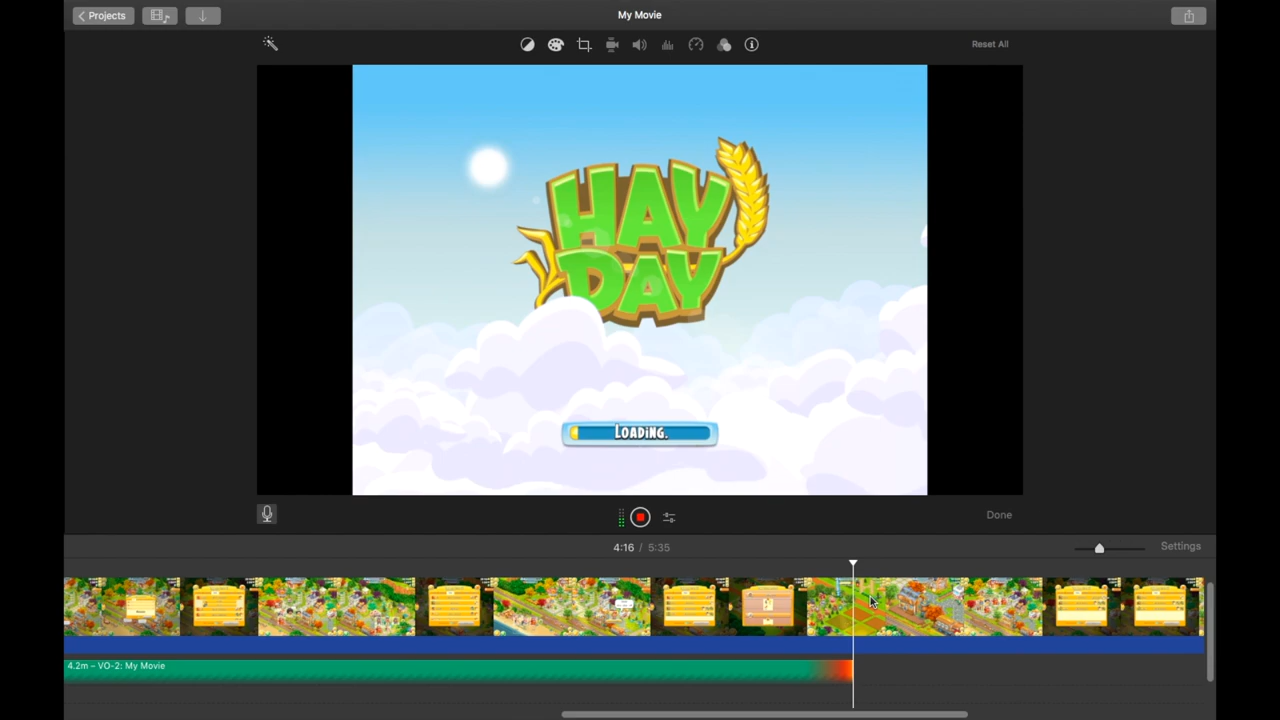 Projects
My Movie
Reset All
HAY
DAY
LOADING.
Done
4:16 / 5:35
Settings
4.2m – VO-2: My Movie